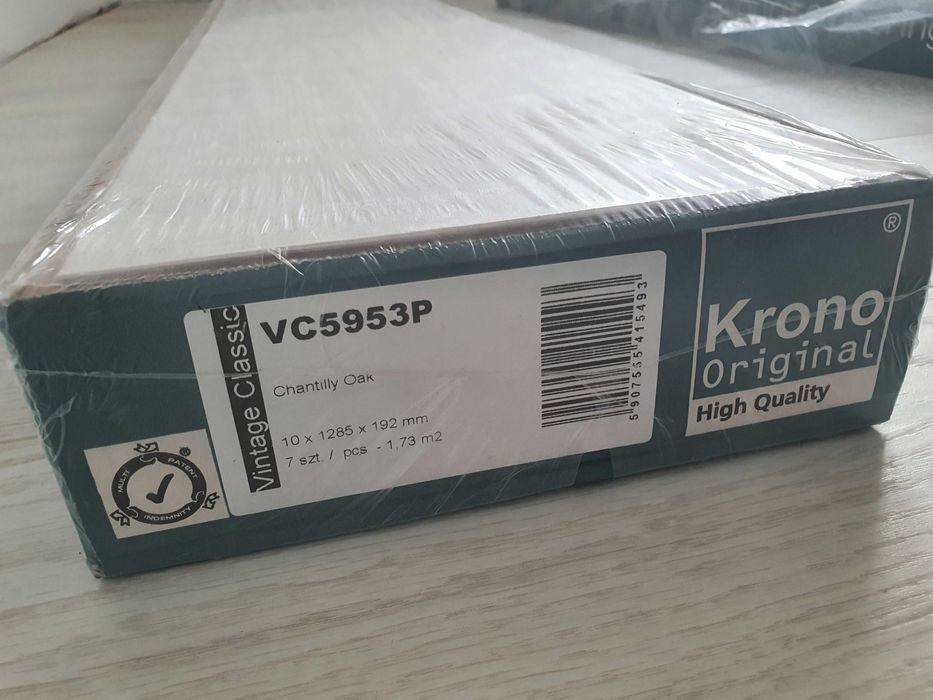 Vintage Classic
VC5953P
Chantilly Oak
10 x 1285 x 192 mm
7 szt. / pcs - 1,73 m2
5 907555 415493
Krono
®
Original
High Quality
MULTI
PATENT
INDEMNITY